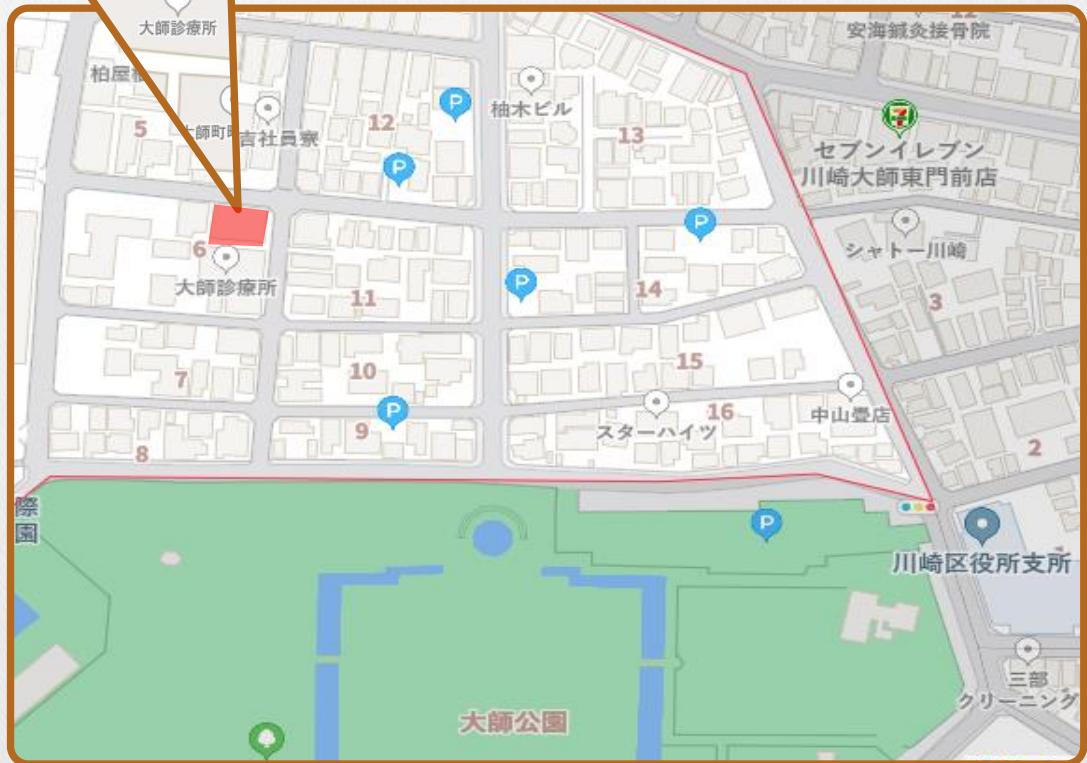 大師診療所
安海鍼灸接骨院
12
柏屋
柚木ビル
P
5
大師町
吉社員寮
12
13
セブンイレブン
川崎大師東門前店
P
P
シャトー川崎
6
大師診療所
11
P
14
3
7
10
15
P
9
スターハイツ
16
中山畳店
8
2
際
園
P
川崎区役所支所
三部
クリーニング
大師公園